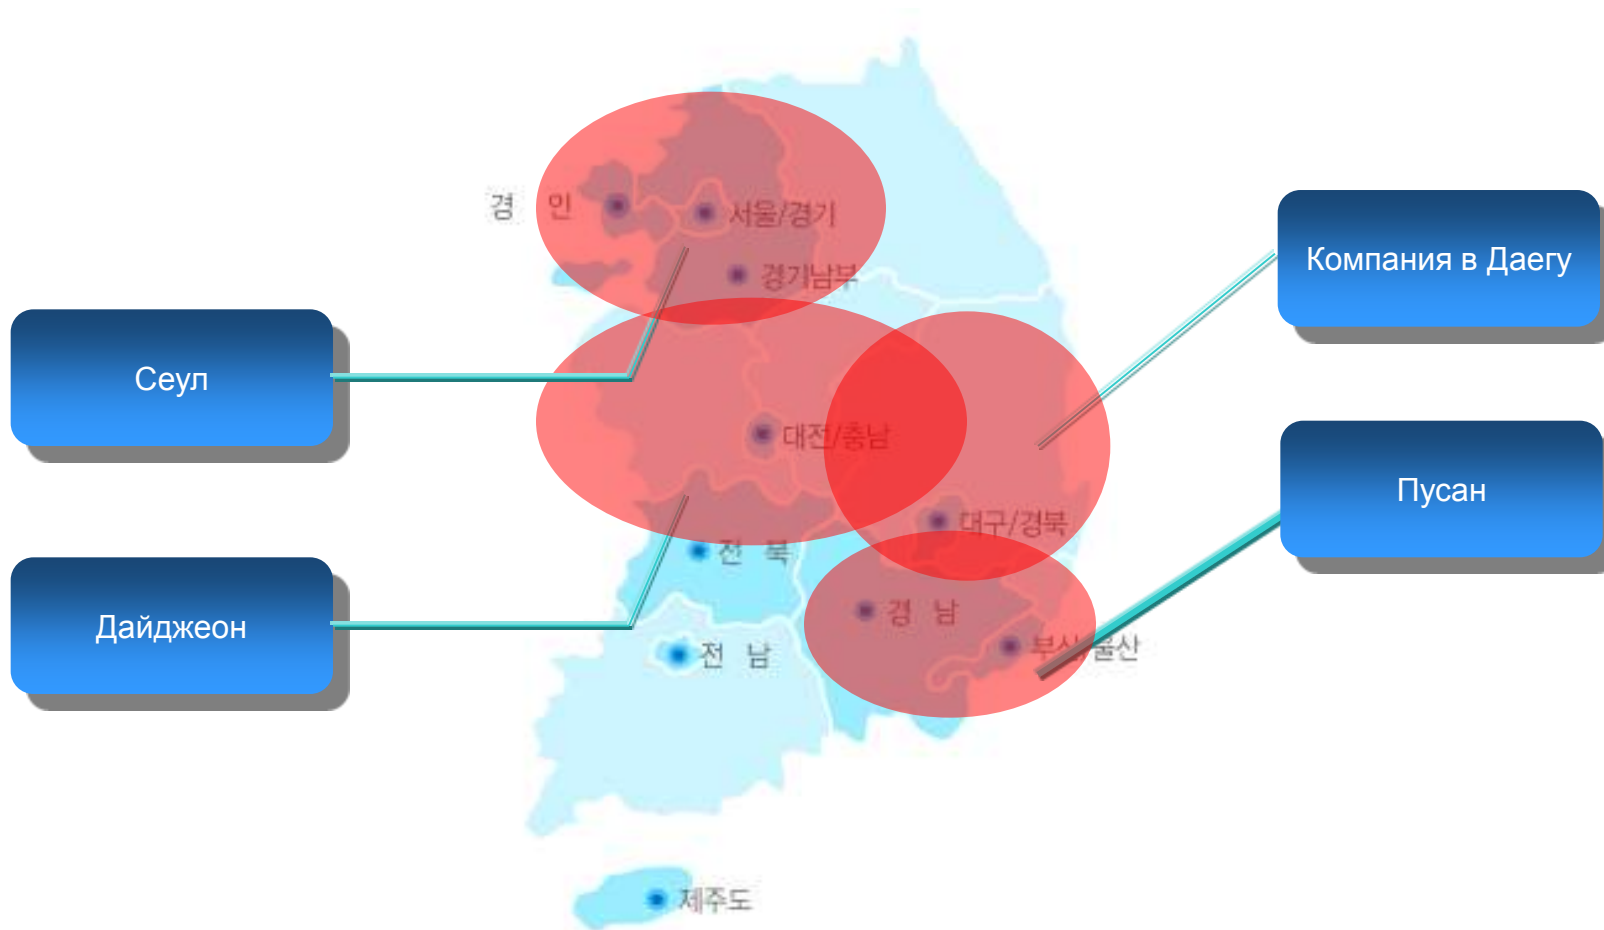 경 인
서울/경기
경기남부
Компания в Даегу
Сеул
대전/충남
Пусан
대구/경북
전 북
경 남
Дайджеон
부산/울산
전 남
제주도